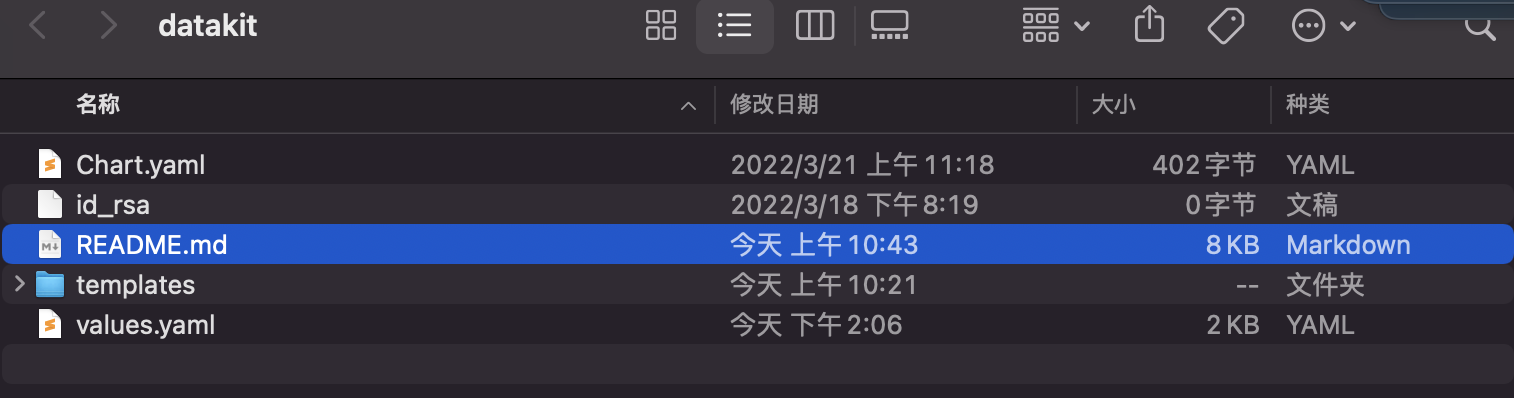 datakit
名称 修改日期 大小 种类
Chart.yaml 2022/3/21 上午 11:18 402 字节 YAML
id_rsa 2022/3/18 下午 8:19 0 字节 文稿
README.md 今天 上午 10:43 8 KB Markdown
templates 今天 上午 10:21 -- 文件夹
values.yaml 今天 下午 2:06 2 KB YAML